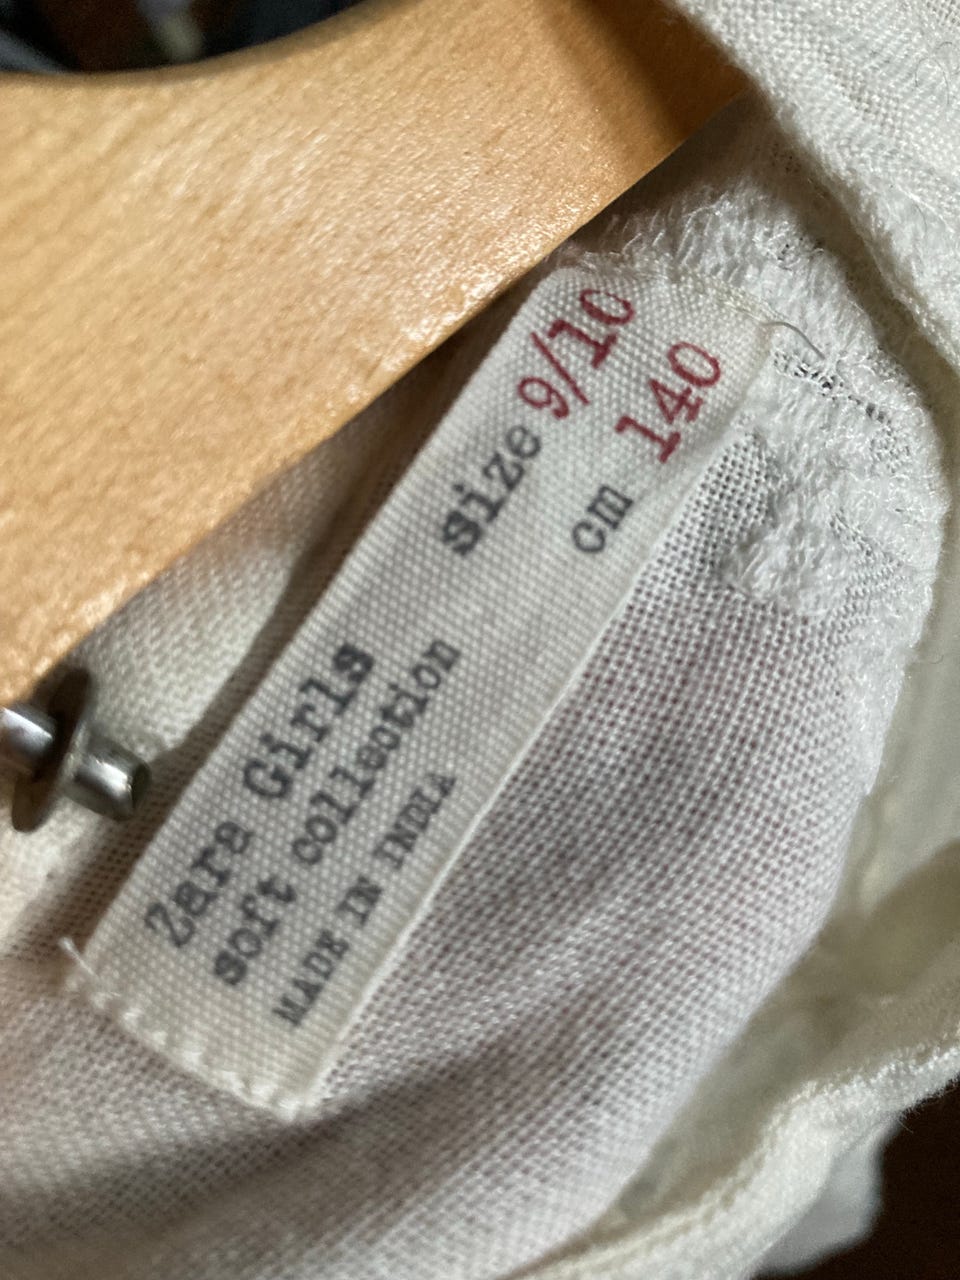 Zara Girls size 9/10
soft collection cm 140
MADE IN INDIA